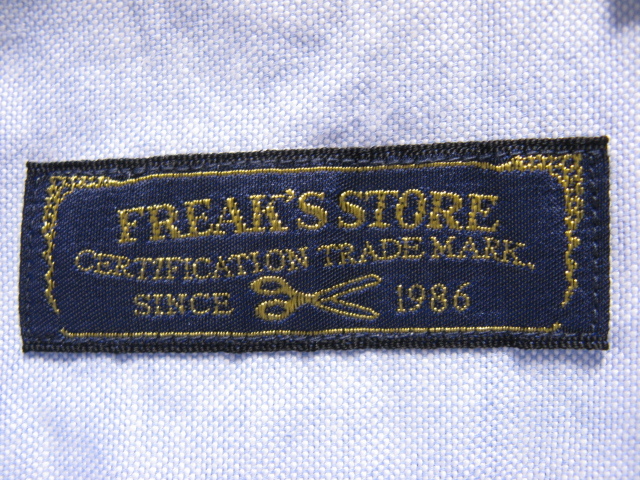 FREAK'S STORE
CERTIFICATION TRADE MARK.
SINCE 1986